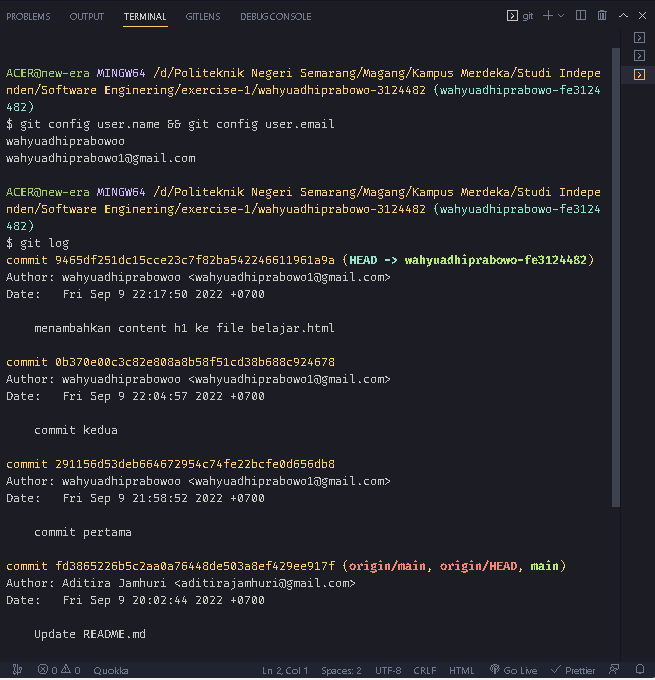 PROBLEMS OUTPUT TERMINAL GITLENS DEBUG CONSOLE git
ACER@new-era MINGW64 /d/Politeknik Negeri Semarang/Magang/Kampus Merdeka/Studi Indepe
nden/Software Enginering/exercise-1/wahyuadhiprabowo-3124482 (wahyuadhiprabowo-fe3124
482)
$ git config user.name && git config user.email
wahyuadhiprabowoo
wahyuadhiprabowo1@gmail.com
ACER@new-era MINGW64 /d/Politeknik Negeri Semarang/Magang/Kampus Merdeka/Studi Indepe
nden/Software Enginering/exercise-1/wahyuadhiprabowo-3124482 (wahyuadhiprabowo-fe3124
482)
$ git log
commit 9465df251dc15cce23c7f82ba542246611961a9a (HEAD -> wahyuadhiprabowo-fe3124482)
Author: wahyuadhiprabowoo <wahyuadhiprabowo1@gmail.com>
Date: Fri Sep 9 22:17:50 2022 +0700
menambahkan content h1 ke file belajar.html
commit 0b370e00c3c82e808a8b58f51cd38b688c924678
Author: wahyuadhiprabowoo <wahyuadhiprabowo1@gmail.com>
Date: Fri Sep 9 22:04:57 2022 +0700
commit kedua
commit 291156d53deb664672954c74fe22bcfe0d656db8
Author: wahyuadhiprabowoo <wahyuadhiprabowo1@gmail.com>
Date: Fri Sep 9 21:58:52 2022 +0700
commit pertama
commit fd3865226b5c2aa0a76448de503a8ef429ee917f (origin/main, origin/HEAD, main)
Author: Aditira Jamhuri <aditirajamhuri@gmail.com>
Date: Fri Sep 9 20:02:44 2022 +0700
Update README.md
0 0 Quokka Ln 2, Col 1 Spaces: 2 UTF-8 CRLF HTML Go Live Prettier